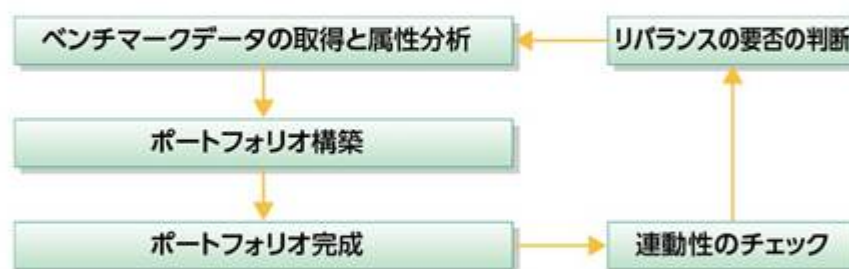 ベンチマークデータの取得と属性分析
リバランスの要否の判断
ポートフォリオ構築
ポートフォリオ完成
連動性のチェック